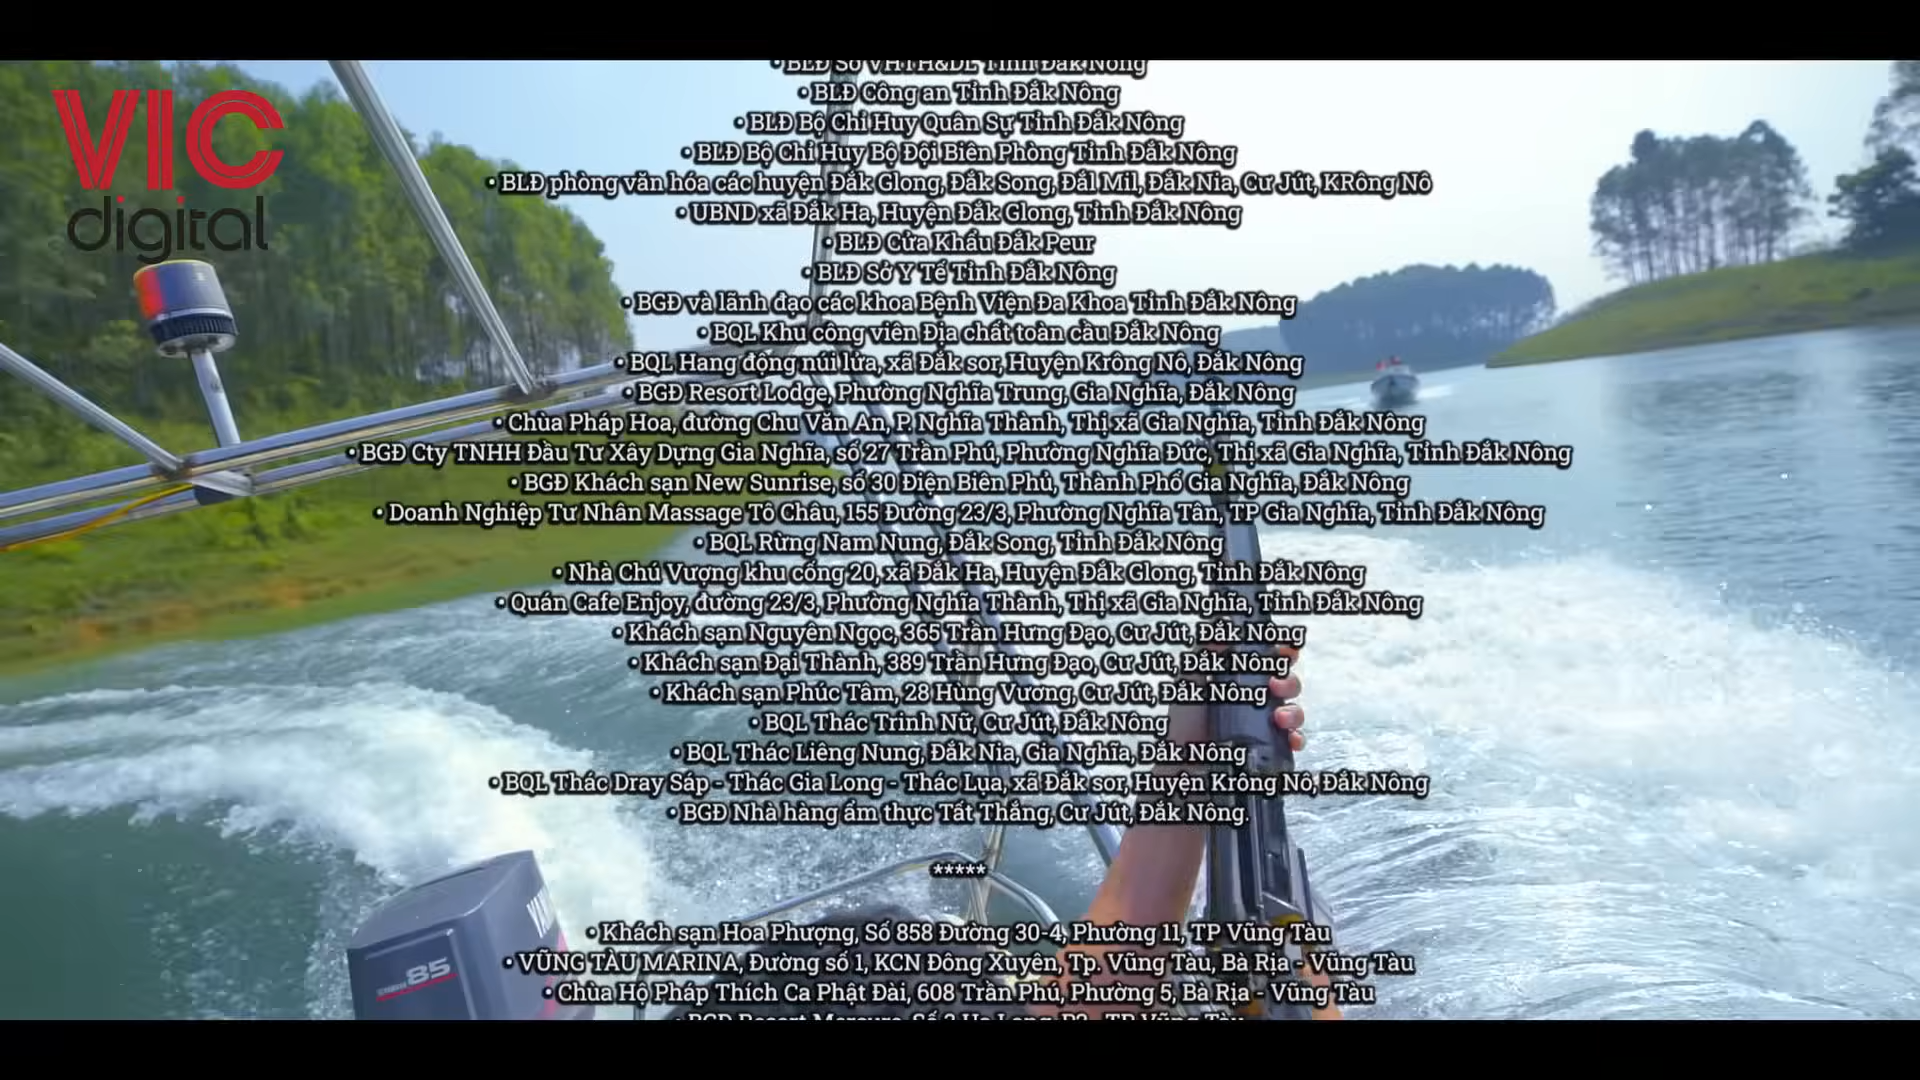 VIC
digital
• BLĐ Sở VHTH&DL Tỉnh Đắk Nông
• BLĐ Công an Tỉnh Đắk Nông
• BLĐ Bộ Chỉ Huy Quân Sự Tỉnh Đắk Nông
• BLĐ Bộ Chỉ Huy Bộ Đội Biên Phòng Tỉnh Đắk Nông
• BLĐ phòng văn hóa các huyện Đắk Glong, Đắk Song, Đắl Mil, Đắk Nia, Cư Jút, KRông Nô
• UBND xã Đắk Ha, Huyện Đắk Glong, Tỉnh Đắk Nông
• BLĐ Cửa Khẩu Đắk Peur
• BLĐ Sở Y Tế Tỉnh Đắk Nông
• BGĐ và lãnh đạo các khoa Bệnh Viện Đa Khoa Tỉnh Đắk Nông
• BQL Khu công viên Địa chất toàn cầu Đắk Nông
• BQL Hang động núi lửa, xã Đắk sor, Huyện Krông Nô, Đắk Nông
• BGĐ Resort Lodge, Phường Nghĩa Trung, Gia Nghĩa, Đắk Nông
• Chùa Pháp Hoa, đường Chu Văn An, P. Nghĩa Thành, Thị xã Gia Nghĩa, Tỉnh Đắk Nông
• BGĐ Cty TNHH Đầu Tư Xây Dựng Gia Nghĩa, số 27 Trần Phú, Phường Nghĩa Đức, Thị xã Gia Nghĩa, Tỉnh Đắk Nông
• BGĐ Khách sạn New Sunrise, số 30 Điện Biên Phủ, Thành Phố Gia Nghĩa, Đắk Nông
• Doanh Nghiệp Tư Nhân Massage Tô Châu, 155 Đường 23/3, Phường Nghĩa Tân, TP Gia Nghĩa, Tỉnh Đắk Nông
• BQL Rừng Nam Nung, Đắk Song, Tỉnh Đắk Nông
• Nhà Chú Vượng khu cống 20, xã Đắk Ha, Huyện Đắk Glong, Tỉnh Đắk Nông
• Quán Cafe Enjoy, đường 23/3, Phường Nghĩa Thành, Thị xã Gia Nghĩa, Tỉnh Đắk Nông
• Khách sạn Nguyên Ngọc, 365 Trần Hưng Đạo, Cư Jút, Đắk Nông
• Khách sạn Đại Thành, 389 Trần Hưng Đạo, Cư Jút, Đắk Nông
• Khách sạn Phúc Tâm, 28 Hùng Vương, Cư Jút, Đắk Nông
• BQL Thác Trinh Nữ, Cư Jút, Đắk Nông
• BQL Thác Liêng Nung, Đắk Nia, Gia Nghĩa, Đắk Nông
• BQL Thác Dray Sáp - Thác Gia Long - Thác Lụa, xã Đắk sor, Huyện Krông Nô, Đắk Nông
• BGĐ Nhà hàng ẩm thực Tất Thắng, Cư Jút, Đắk Nông.
*****
• Khách sạn Hoa Phượng, Số 858 Đường 30-4, Phường 11, TP Vũng Tàu
• VŨNG TÀU MARINA, Đường số 1, KCN Đông Xuyên, Tp. Vũng Tàu, Bà Rịa - Vũng Tàu
• Chùa Hộ Pháp Thích Ca Phật Đài, 608 Trần Phú, Phường 5, Bà Rịa - Vũng Tàu
85